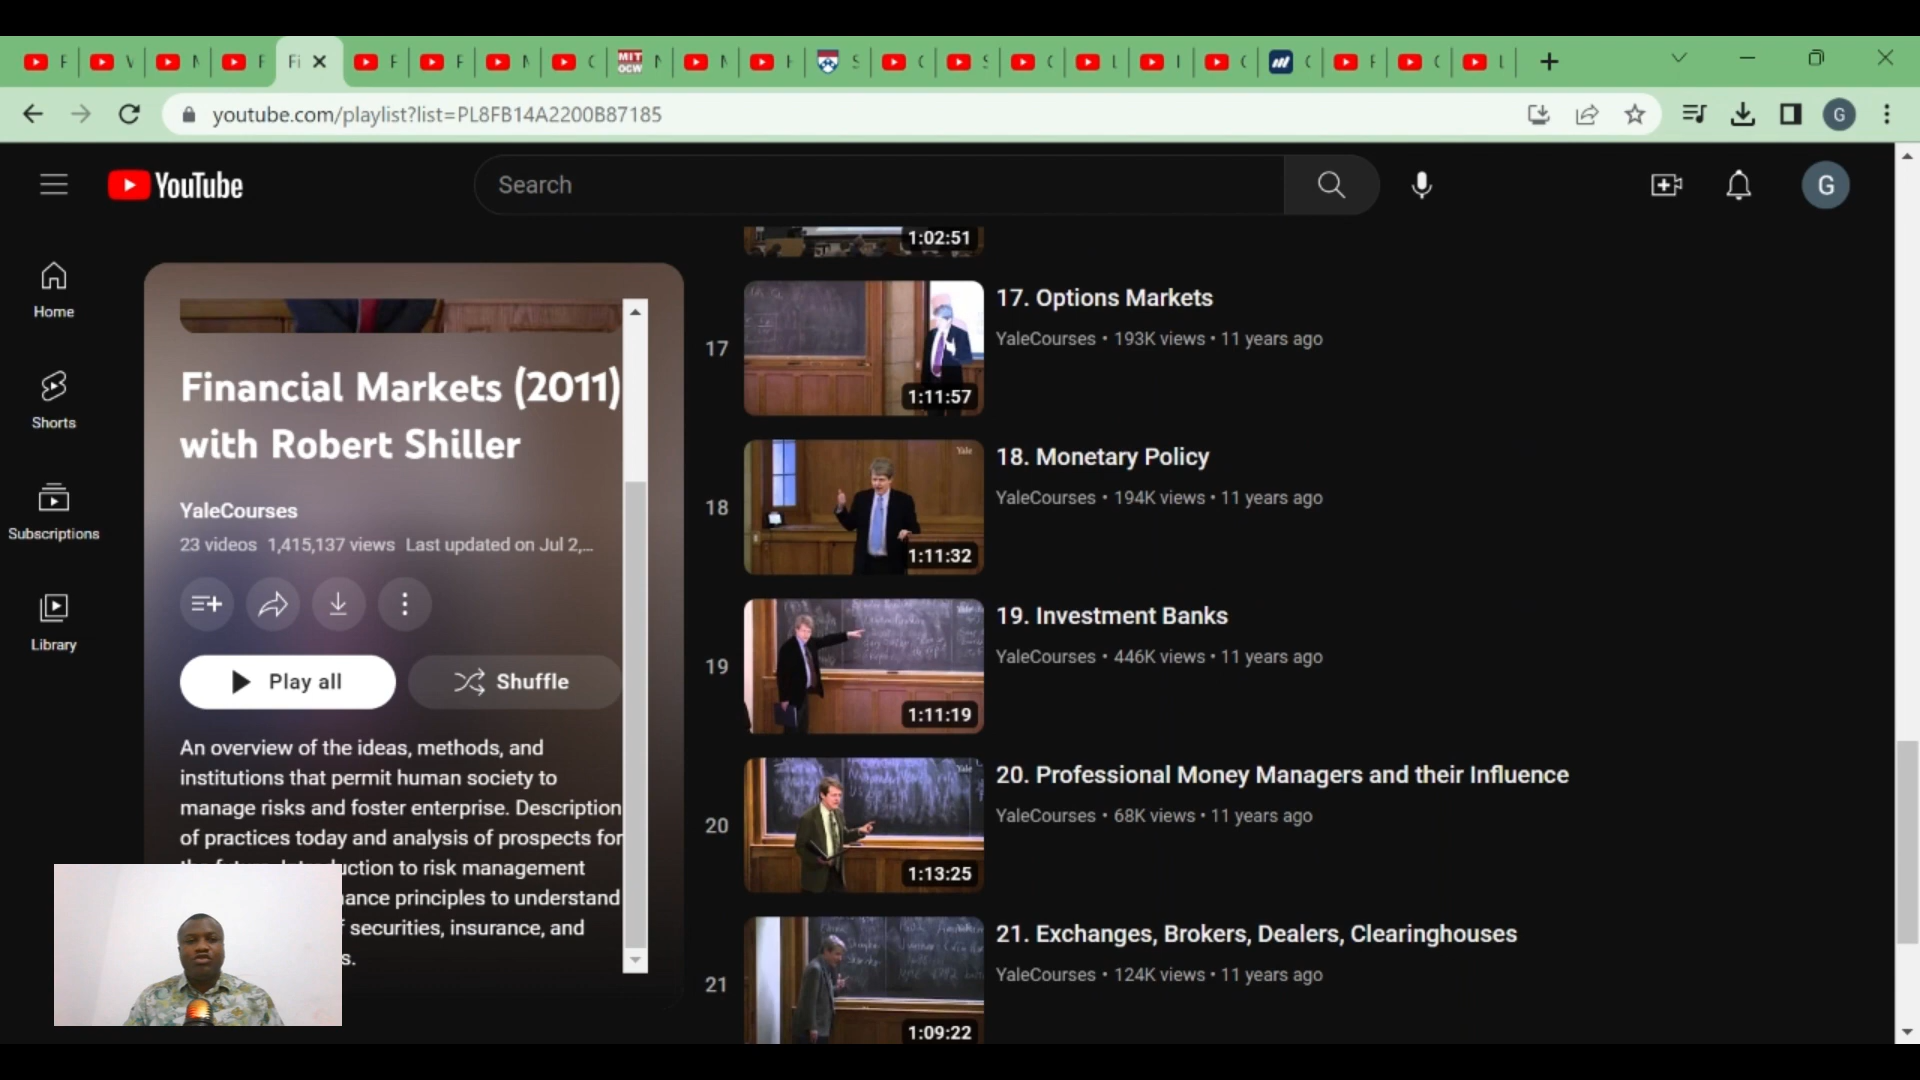 F
V
N
F
Fi
F
F
N
C
MIT
OCW
N
N
H
S
C
S
C
L
I
C
C
F
C
L
youtube.com/playlist?list=PL8FB14A2200B87185
G
YouTube
Search
G
Home
Shorts
Subscriptions
Library
Financial Markets (2011)
with Robert Shiller
YaleCourses
23 videos 1,415,137 views Last updated on Jul 2,...
Play all
Shuffle
An overview of the ideas, methods, and
institutions that permit human society to
manage risks and foster enterprise. Description
of practices today and analysis of prospects for
uction to risk management
ance principles to understand
f securities, insurance, and
s.
1:02:51
17
1:11:57
17. Options Markets
YaleCourses • 193K views • 11 years ago
18
Yale
1:11:32
18. Monetary Policy
YaleCourses • 194K views • 11 years ago
19
1:11:19
19. Investment Banks
YaleCourses • 446K views • 11 years ago
20
Yale
1:13:25
20. Professional Money Managers and their Influence
YaleCourses • 68K views • 11 years ago
21
1:09:22
21. Exchanges, Brokers, Dealers, Clearinghouses
YaleCourses • 124K views • 11 years ago